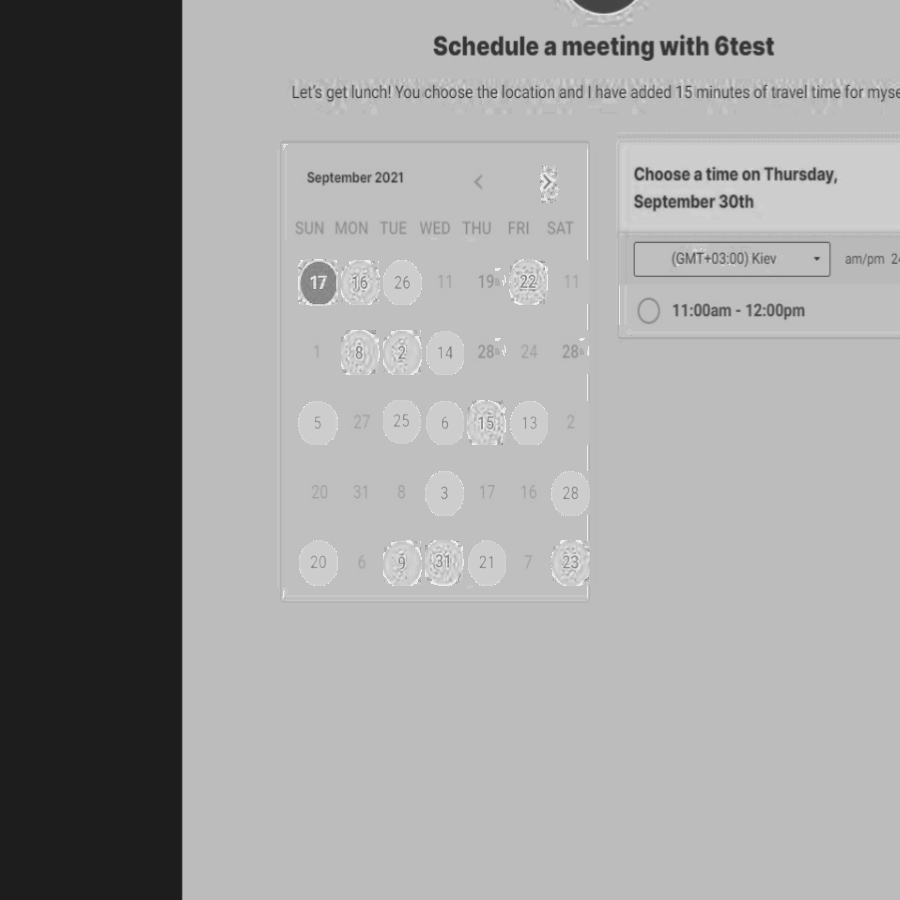 Schedule a meeting with 6test
Let's get lunch! You choose the location and I have added 15 minutes of travel time for myse
September 2021
SUN MON TUE WED THU FRI SAT
17 16 26 11 19 22 11
1 8 2 14 28 24 28
5 27 25 6 15 13 2
20 31 8 3 17 16 28
20 6 9 31 21 7 23
Choose a time on Thursday,
September 30th
(GMT+03:00) Kiev am/pm 24
11:00am - 12:00pm